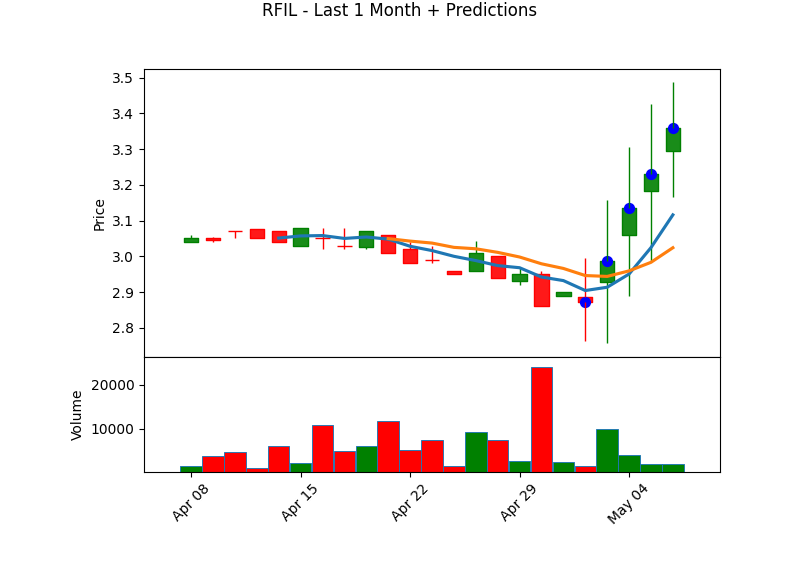 RFIL - Last 1 Month + Predictions
3.5
3.4
3.3
3.2
3.1
3.0
2.9
2.8
Price
20000
10000
Volume
Apr 08
Apr 15
Apr 22
Apr 29
May 04